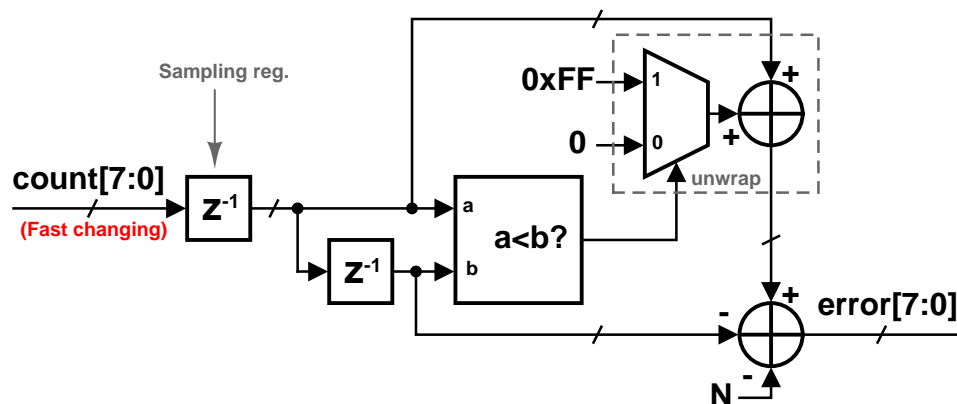 Sampling reg.
0xFF
1
+
0
0
+
unwrap
count[7:0]
(Fast changing)
z-1
a
a<b?
b
z-1
+
-
error[7:0]
-
N